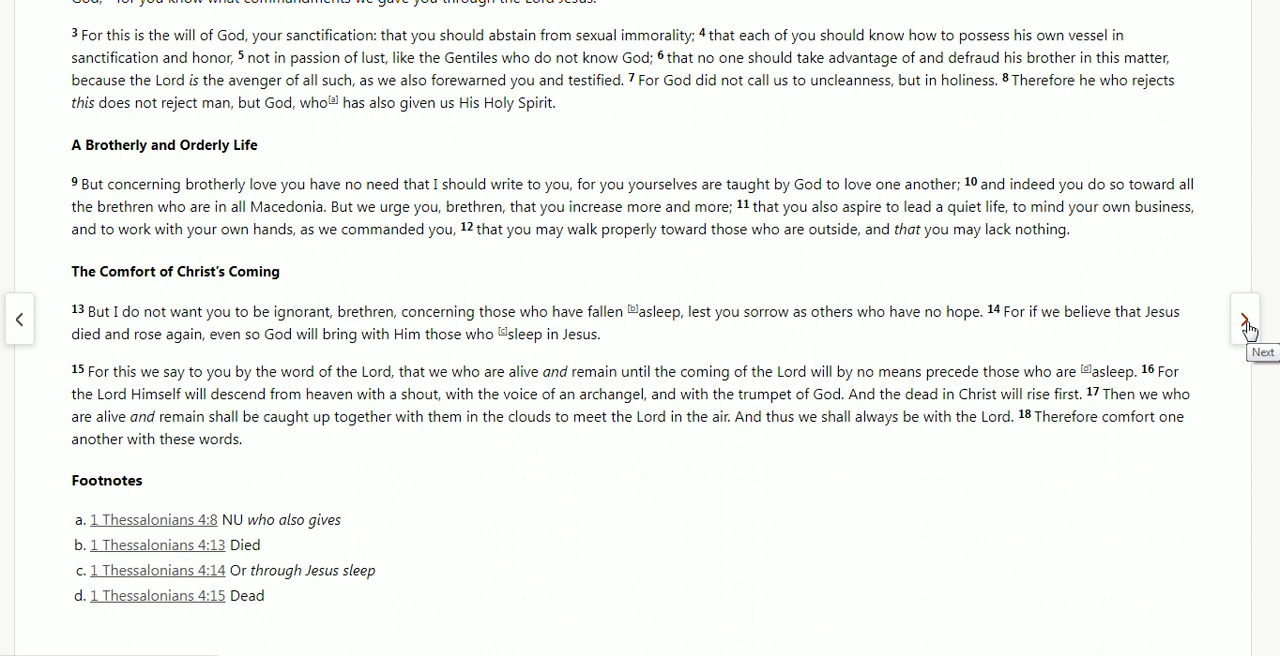 God, for you know what commandments we gave you through the Lord Jesus.
3 For this is the will of God, your sanctification: that you should abstain from sexual immorality; 4 that each of you should know how to possess his own vessel in
sanctification and honor, 5 not in passion of lust, like the Gentiles who do not know God; 6 that no one should take advantage of and defraud his brother in this matter,
because the Lord is the avenger of all such, as we also forewarned you and testified. 7 For God did not call us to uncleanness, but in holiness. 8 Therefore he who rejects
this does not reject man, but God, who[a] has also given us His Holy Spirit.
A Brotherly and Orderly Life
9 But concerning brotherly love you have no need that I should write to you, for you yourselves are taught by God to love one another; 10 and indeed you do so toward all
the brethren who are in all Macedonia. But we urge you, brethren, that you increase more and more; 11 that you also aspire to lead a quiet life, to mind your own business,
and to work with your own hands, as we commanded you, 12 that you may walk properly toward those who are outside, and that you may lack nothing.
The Comfort of Christ's Coming
13 But I do not want you to be ignorant, brethren, concerning those who have fallen [b]asleep, lest you sorrow as others who have no hope. 14 For if we believe that Jesus
died and rose again, even so God will bring with Him those who [c]sleep in Jesus.
Next
15 For this we say to you by the word of the Lord, that we who are alive and remain until the coming of the Lord will by no means precede those who are [d]asleep. 16 For
the Lord Himself will descend from heaven with a shout, with the voice of an archangel, and with the trumpet of God. And the dead in Christ will rise first. 17 Then we who
are alive and remain shall be caught up together with them in the clouds to meet the Lord in the air. And thus we shall always be with the Lord. 18 Therefore comfort one
another with these words.
Footnotes
a. 1 Thessalonians 4:8 NU who also gives
b. 1 Thessalonians 4:13 Died
c. 1 Thessalonians 4:14 Or through Jesus sleep
d. 1 Thessalonians 4:15 Dead